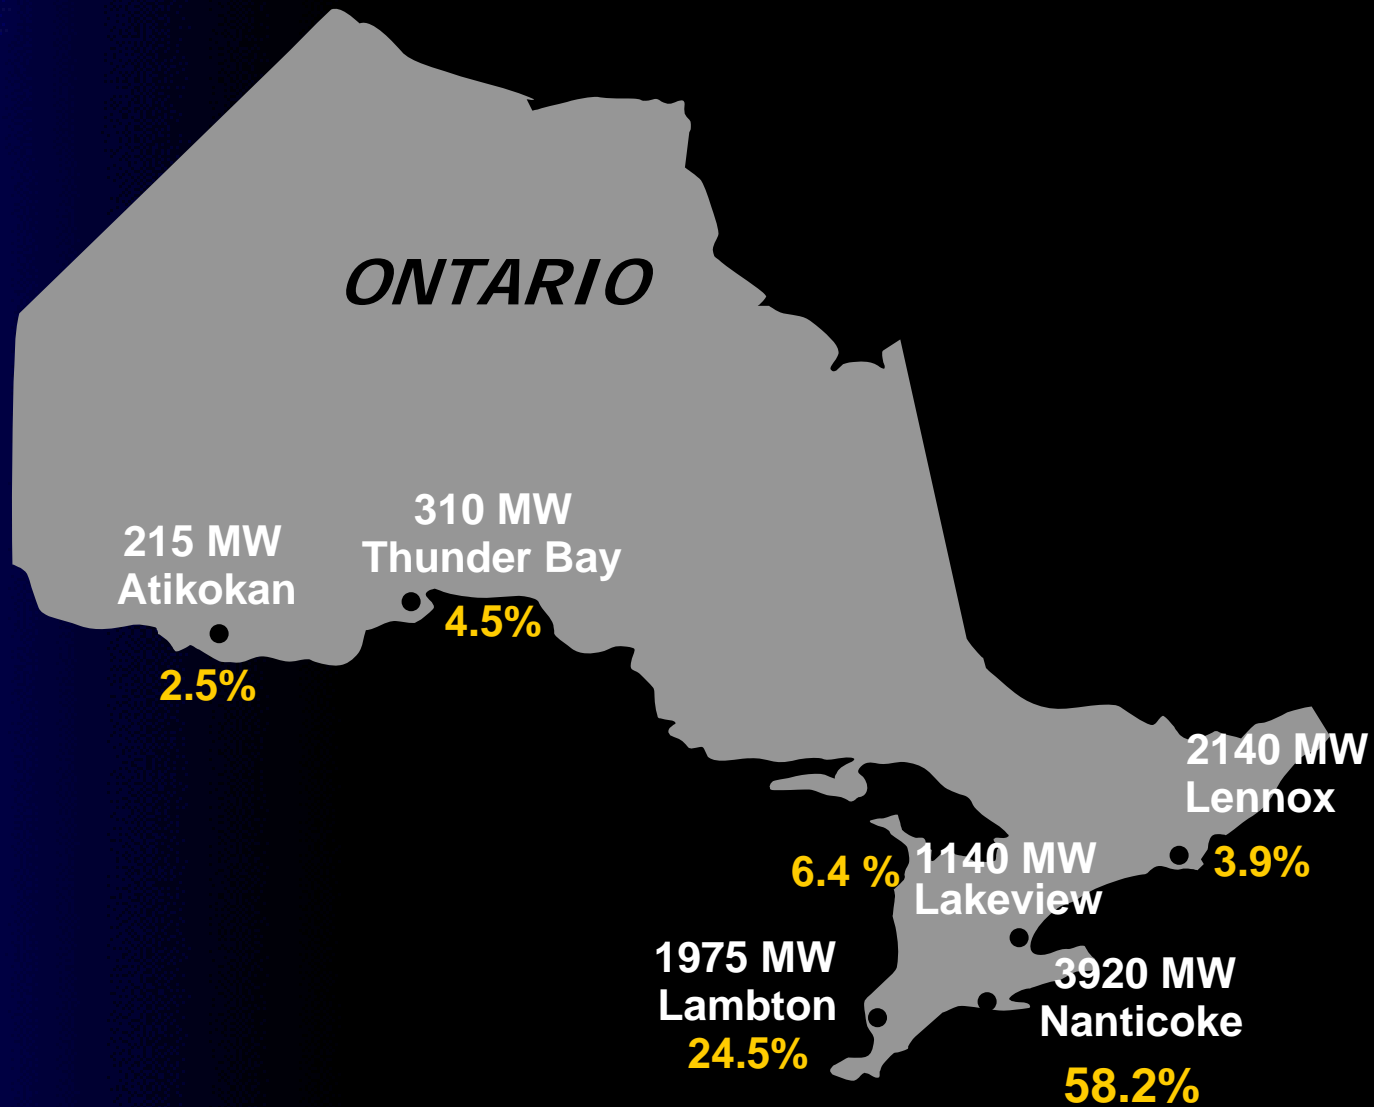 ONTARIO
310 MW
Thunder Bay
4.5%
215 MW
Atikokan
2.5%
2140 MW
Lennox
3.9%
6.4 %
1140 MW
Lakeview
1975 MW
Lambton
24.5%
3920 MW
Nanticoke
58.2%